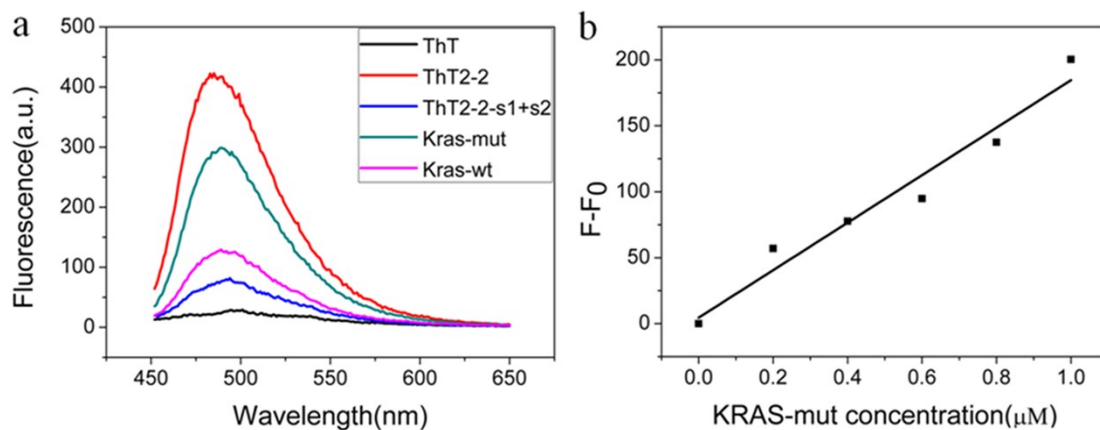 a
500
400
300
200
100
0
Fluorescence(a.u.)
450 500 550 600 650
Wavelength(nm)
ThT
ThT2-2
ThT2-2-s1+s2
Kras-mut
Kras-wt
b
200
150
100
50
0
F-F0
0.0 0.2 0.4 0.6 0.8 1.0
KRAS-mut concentration(μM)